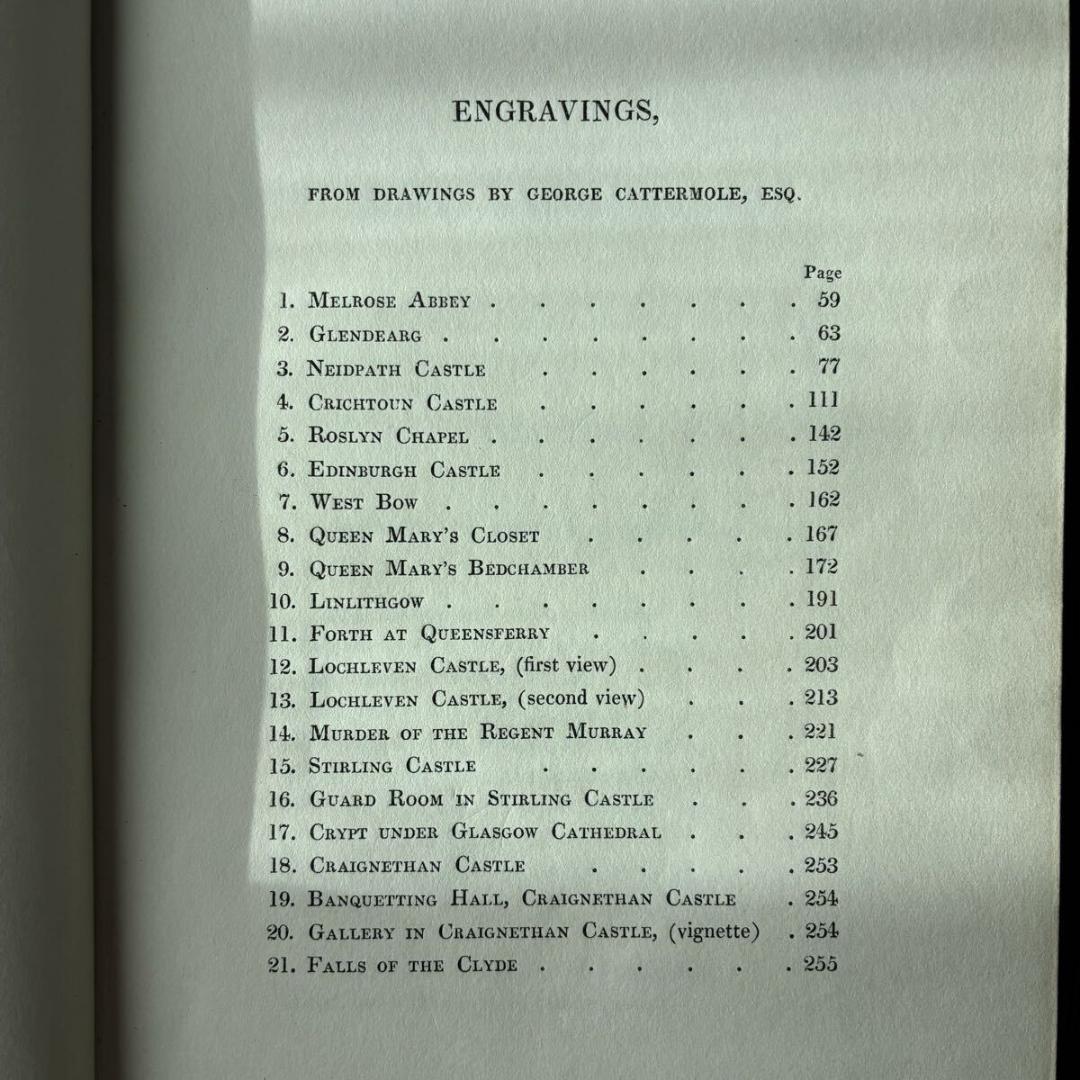 ENGRAVINGS,
FROM DRAWINGS BY GEORGE CATTERMOLE, ESQ.
Page
1. MELROSE ABBEY . . . . . . . 59
2. GLENDEARG . . . . . . . . 63
3. NEIDPATH CASTLE . . . . . . 77
4. CRICHTOUN CASTLE . . . . . . 111
5. ROSLYN CHAPEL . . . . . . . 142
6. EDINBURGH CASTLE . . . . . . 152
7. WEST BOW . . . . . . . . 162
8. QUEEN MARY'S CLOSET . . . . . 167
9. QUEEN MARY'S BEDCHAMBER . . . . 172
10. LINLITHGOW . . . . . . . . 191
11. FORTH AT QUEENSFERRY . . . . . 201
12. LOCHLEVEN CASTLE, (first view) . . . . 203
13. LOCHLEVEN CASTLE, (second view) . . . 213
14. MURDER OF THE REGENT MURRAY . . . 221
15. STIRLING CASTLE . . . . . . 227
16. GUARD ROOM IN STIRLING CASTLE . . . 236
17. CRYPT UNDER GLASGOW CATHEDRAL . . . 245
18. CRAIGNETHAN CASTLE . . . . . 253
19. BANQUETTING HALL, CRAIGNETHAN CASTLE . 254
20. GALLERY IN CRAIGNETHAN CASTLE, (vignette) . 254
21. FALLS OF THE CLYDE . . . . . . 255